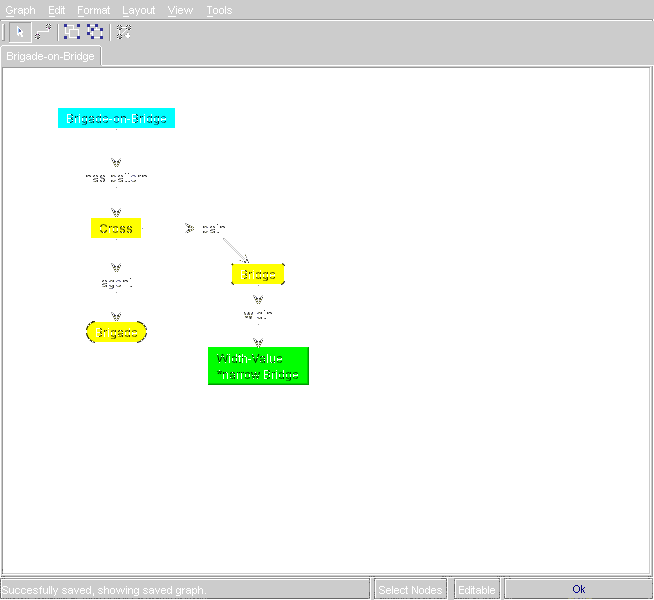 Graph Edit Format Layout View Tools
Brigade-on-Bridge
Brigade-on-Bridge
has pattern
Cross
path
agent
Bridge
Brigade
width
Width-Value
*narrow Bridge
Succesfully saved, showing saved graph. Select Nodes Editable Ok